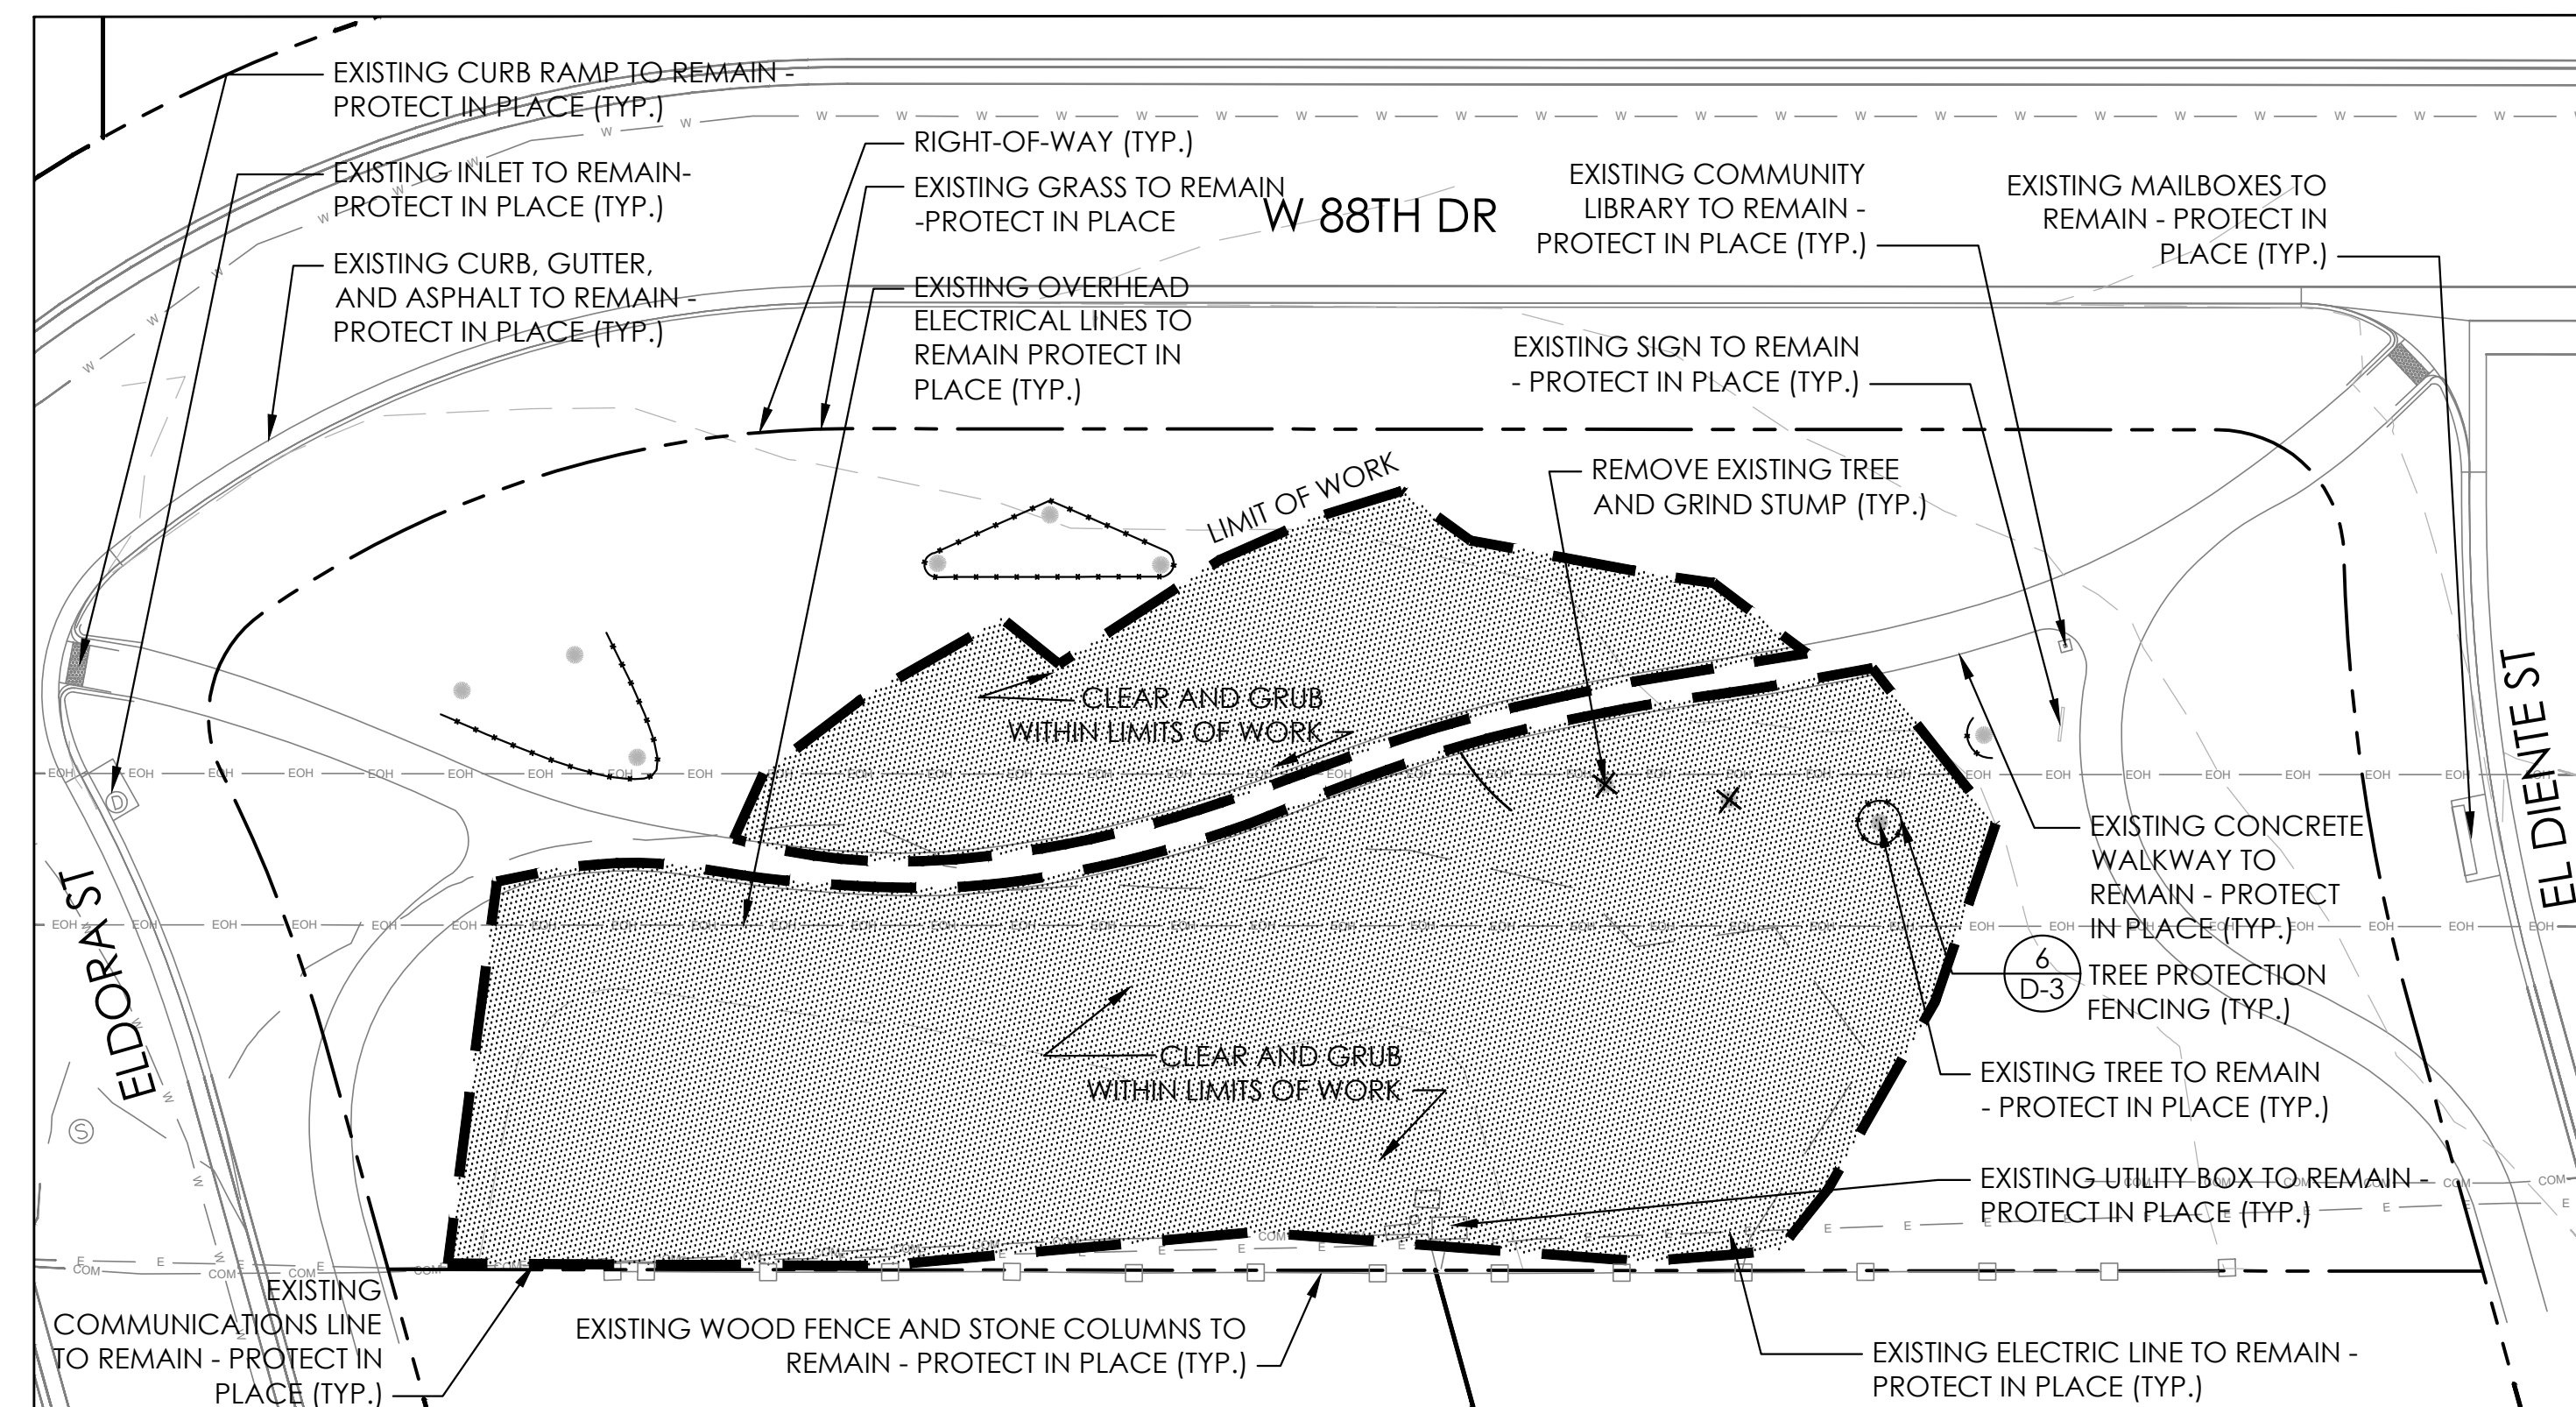 EXISTING CURB RAMP TO REMAIN -
PROTECT IN PLACE (TYP.)
EXISTING INLET TO REMAIN-
PROTECT IN PLACE (TYP.)
EXISTING CURB, GUTTER,
AND ASPHALT TO REMAIN -
PROTECT IN PLACE (TYP.)
RIGHT-OF-WAY (TYP.)
EXISTING GRASS TO REMAIN
-PROTECT IN PLACE
W 88TH DR
EXISTING OVERHEAD
ELECTRICAL LINES TO
REMAIN PROTECT IN
PLACE (TYP.)
EXISTING COMMUNITY
LIBRARY TO REMAIN -
PROTECT IN PLACE (TYP.)
EXISTING MAILBOXES TO
REMAIN - PROTECT IN
PLACE (TYP.)
EXISTING SIGN TO REMAIN
- PROTECT IN PLACE (TYP.)
LIMIT OF WORK
REMOVE EXISTING TREE
AND GRIND STUMP (TYP.)
CLEAR AND GRUB
WITHIN LIMITS OF WORK
EL DIENTE ST
ELDORA ST
D
S
EXISTING CONCRETE
WALKWAY TO
REMAIN - PROTECT
IN PLACE (TYP.)
6
D-3
TREE PROTECTION
FENCING (TYP.)
CLEAR AND GRUB
WITHIN LIMITS OF WORK
EXISTING TREE TO REMAIN
- PROTECT IN PLACE (TYP.)
EXISTING UTILITY BOX TO REMAIN -
PROTECT IN PLACE (TYP.)
EXISTING
COMMUNICATIONS LINE
TO REMAIN - PROTECT IN
PLACE (TYP.)
EXISTING WOOD FENCE AND STONE COLUMNS TO
REMAIN - PROTECT IN PLACE (TYP.)
EXISTING ELECTRIC LINE TO REMAIN -
PROTECT IN PLACE (TYP.)
W
EOH
COM
E